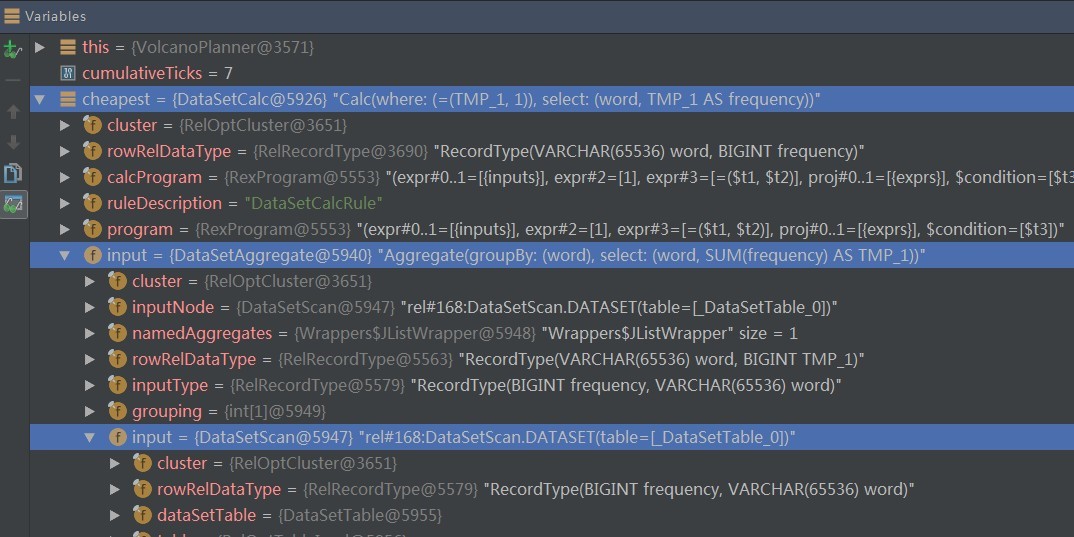 Variables
this = {VolcanoPlanner@3571}
cumulativeTicks = 7
cheapest = {DataSetCalc@5926} "Calc(where: (=(TMP_1, 1)), select: (word, TMP_1 AS frequency))"
cluster = {RelOptCluster@3651}
rowRelDataType = {RelRecordType@3690} "RecordType(VARCHAR(65536) word, BIGINT frequency)"
calcProgram = {RexProgram@5553} "(expr#0..1=[{inputs}], expr#2=[1], expr#3=[=($t1, $t2)], proj#0..1=[{exprs}], $condition=[$t3
ruleDescription = "DataSetCalcRule"
program = {RexProgram@5553} "(expr#0..1=[{inputs}], expr#2=[1], expr#3=[=($t1, $t2)], proj#0..1=[{exprs}], $condition=[$t3])"
input = {DataSetAggregate@5940} "Aggregate(groupBy: (word), select: (word, SUM(frequency) AS TMP_1))"
cluster = {RelOptCluster@3651}
inputNode = {DataSetScan@5947} "rel#168:DataSetScan.DATASET(table=[_DataSetTable_0])"
namedAggregates = {Wrappers$JListWrapper@5948} "Wrappers$JListWrapper" size = 1
rowRelDataType = {RelRecordType@5563} "RecordType(VARCHAR(65536) word, BIGINT TMP_1)"
inputType = {RelRecordType@5579} "RecordType(BIGINT frequency, VARCHAR(65536) word)"
grouping = {int[1]@5949}
input = {DataSetScan@5947} "rel#168:DataSetScan.DATASET(table=[_DataSetTable_0])"
cluster = {RelOptCluster@3651}
rowRelDataType = {RelRecordType@5579} "RecordType(BIGINT frequency, VARCHAR(65536) word)"
dataSetTable = {DataSetTable@5955}